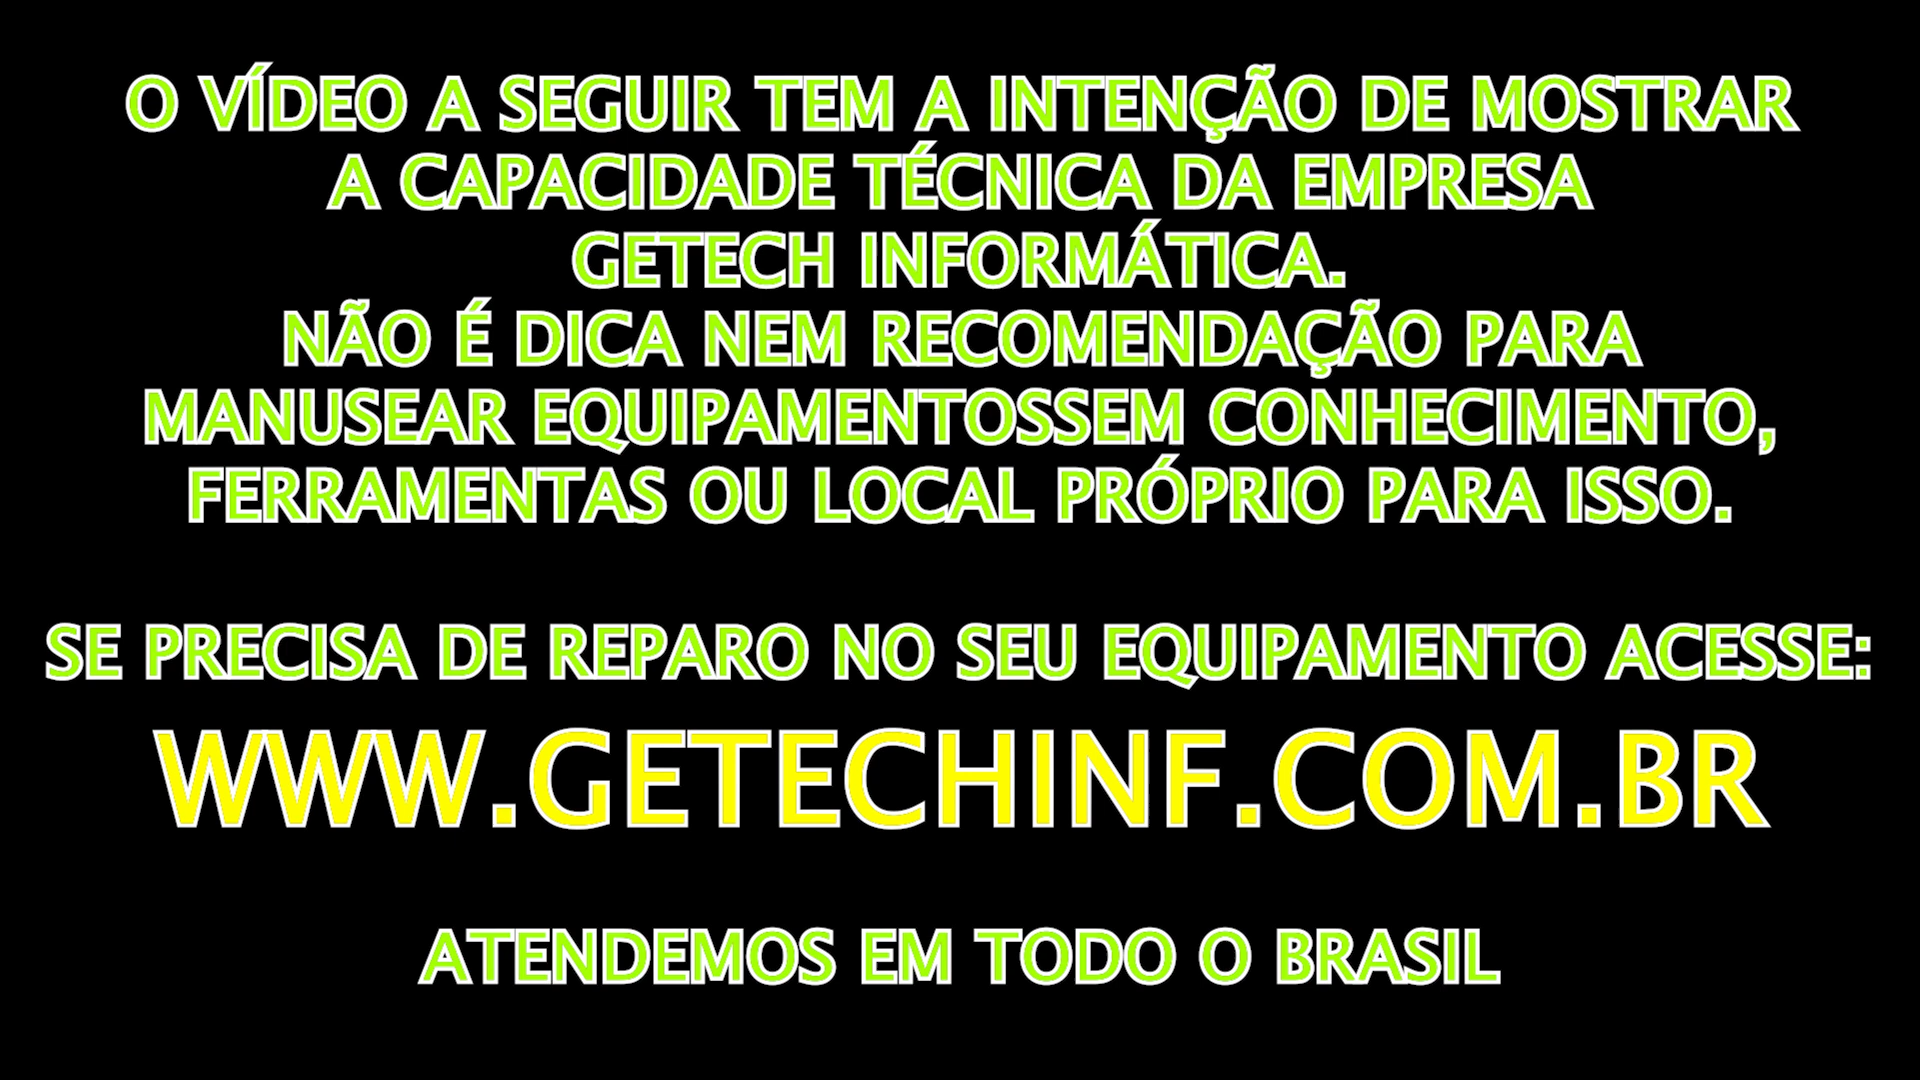 O VÍDEO A SEGUIR TEM A INTENÇÃO DE MOSTRAR
A CAPACIDADE TÉCNICA DA EMPRESA
GETECH INFORMÁTICA.
NÃO É DICA NEM RECOMENDAÇÃO PARA
MANUSEAR EQUIPAMENTOSSEM CONHECIMENTO,
FERRAMENTAS OU LOCAL PRÓPRIO PARA ISSO.
SE PRECISA DE REPARO NO SEU EQUIPAMENTO ACESSE:
WWW.GETECHINF.COM.BR
ATENDEMOS EM TODO O BRASIL